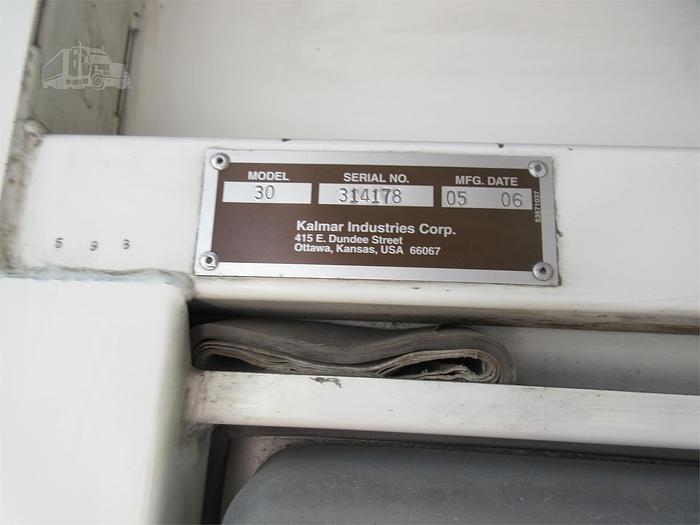 MODEL SERIAL NO. MFG. DATE
30 314178 05 06
Kalmar Industries Corp.
415 E. Dundee Street
Ottawa, Kansas, USA 66067
53571037
5 9 6